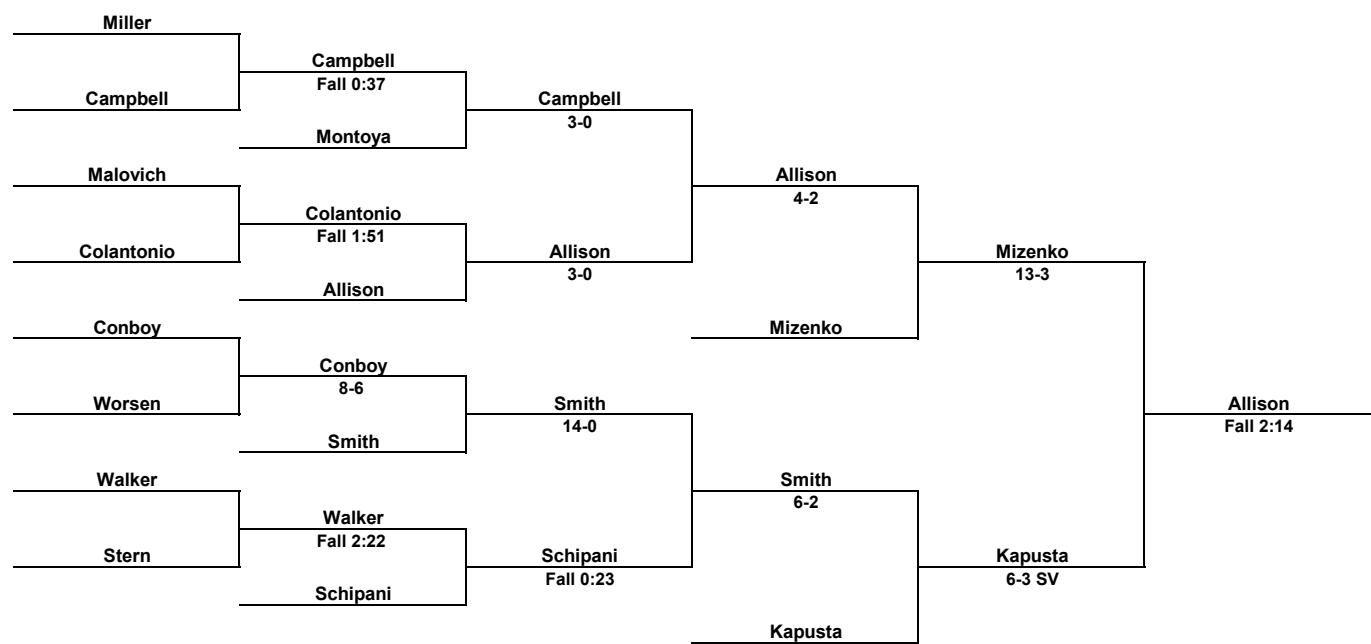 Miller
Campbell
Fall 0:37
Campbell
Campbell
3-0
Montoya
Malovich
Allison
4-2
Colantonio
Fall 1:51
Colantonio
Allison
3-0
Mizenko
13-3
Allison
Conboy
Mizenko
Conboy
8-6
Worsen
Smith
14-0
Allison
Fall 2:14
Smith
Walker
Smith
6-2
Walker
Fall 2:22
Stern
Schipani
Fall 0:23
Kapusta
6-3 SV
Schipani
Kapusta